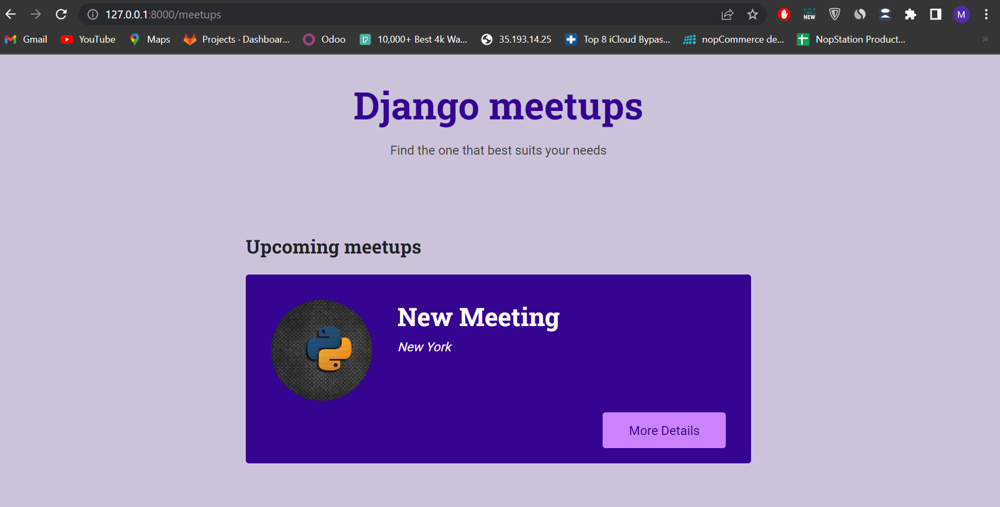 127.0.0.1:8000/meetups
NEW
M
Gmail
YouTube
Maps
Projects · Dashboar...
Odoo
10,000+ Best 4k Wa...
35.193.14.25
Top 8 iCloud Bypas...
nopCommerce de...
NopStation Product...
»
Django meetups
Find the one that best suits your needs
Upcoming meetups
New Meeting
New York
More Details